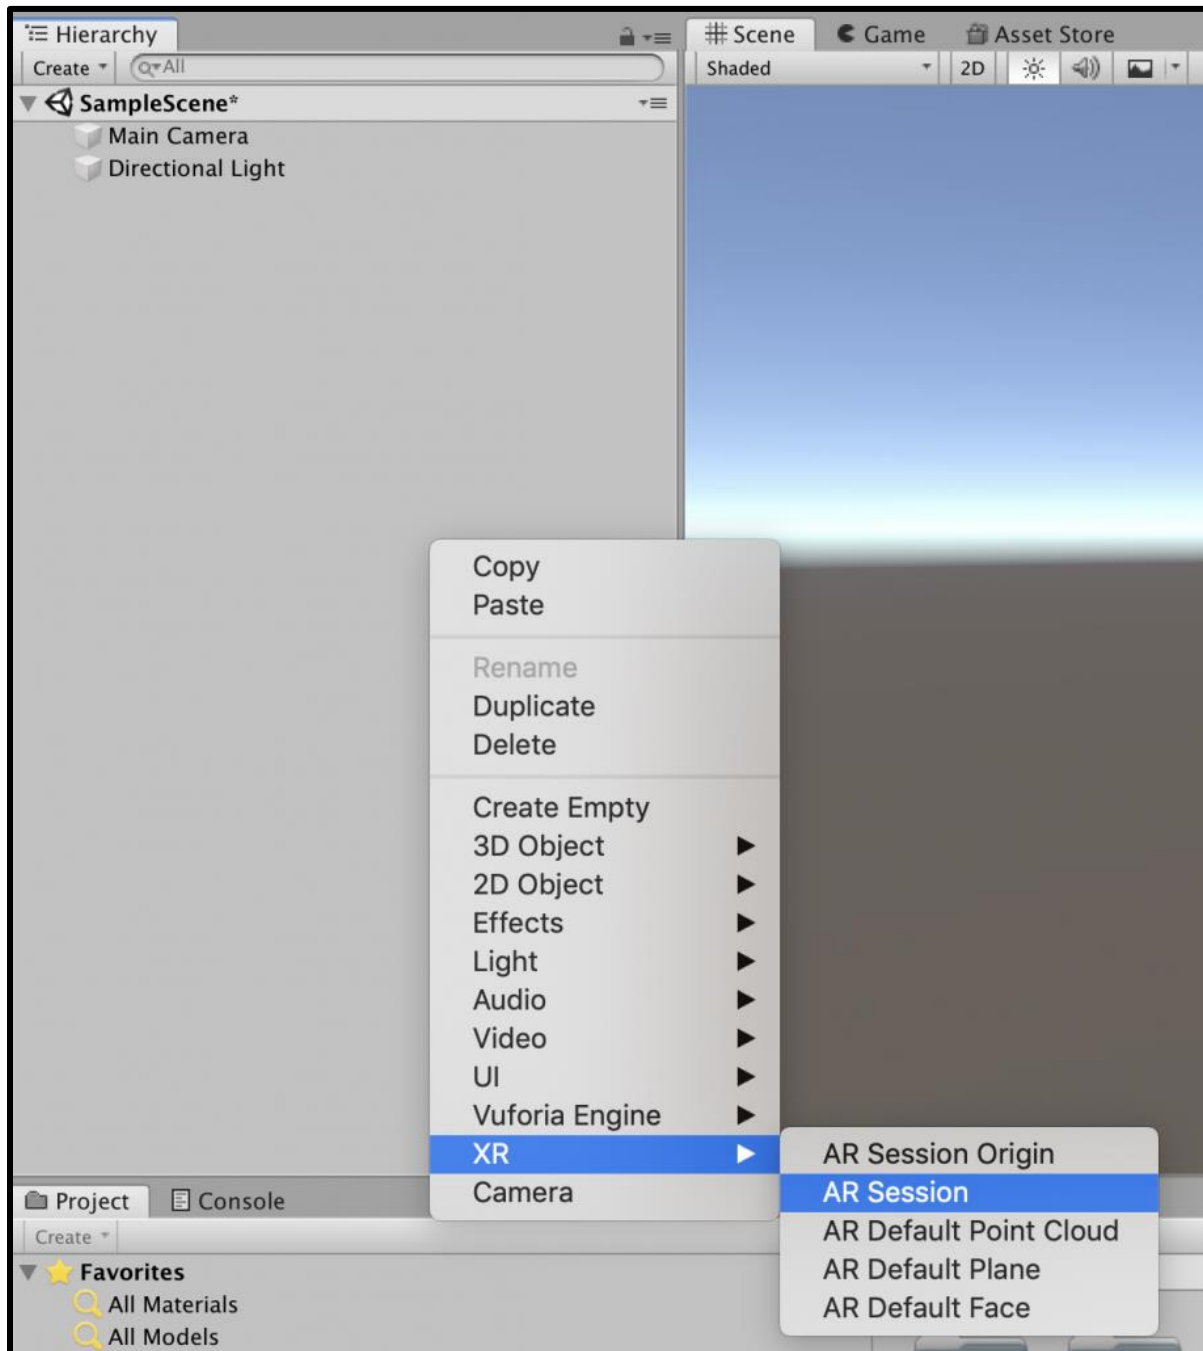 Hierarchy
Scene
Game
Asset Store
Create
All
Shaded
2D
SampleScene*
Main Camera
Directional Light
Copy
Paste
Rename
Duplicate
Delete
Create Empty
3D Object
2D Object
Effects
Light
Audio
Video
UI
Vuforia Engine
XR
Camera
AR Session Origin
AR Session
AR Default Point Cloud
AR Default Plane
AR Default Face
Project
Console
Create
Favorites
All Materials
All Models